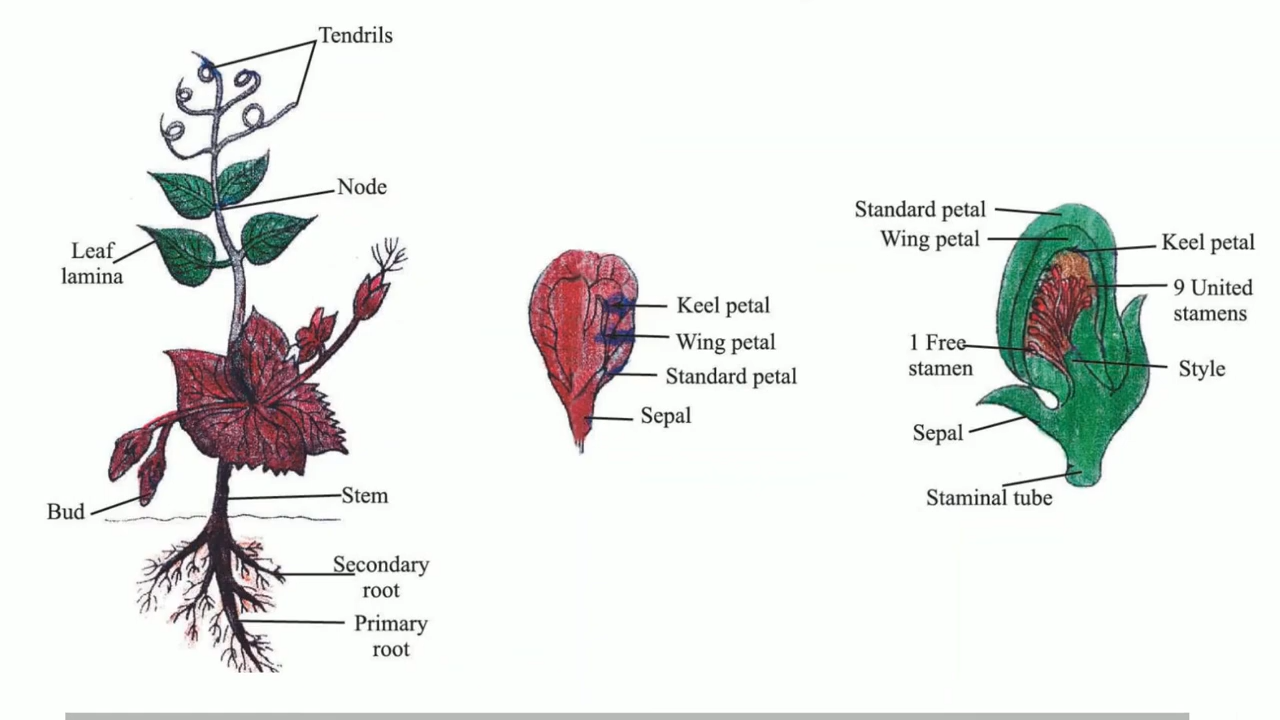 Tendrils
Node
Leaf
lamina
Bud
Stem
Secondary
root
Primary
root
Keel petal
Wing petal
Standard petal
Sepal
Standard petal
Wing petal
Keel petal
9 United
stamens
1 Free
stamen
Style
Sepal
Staminal tube